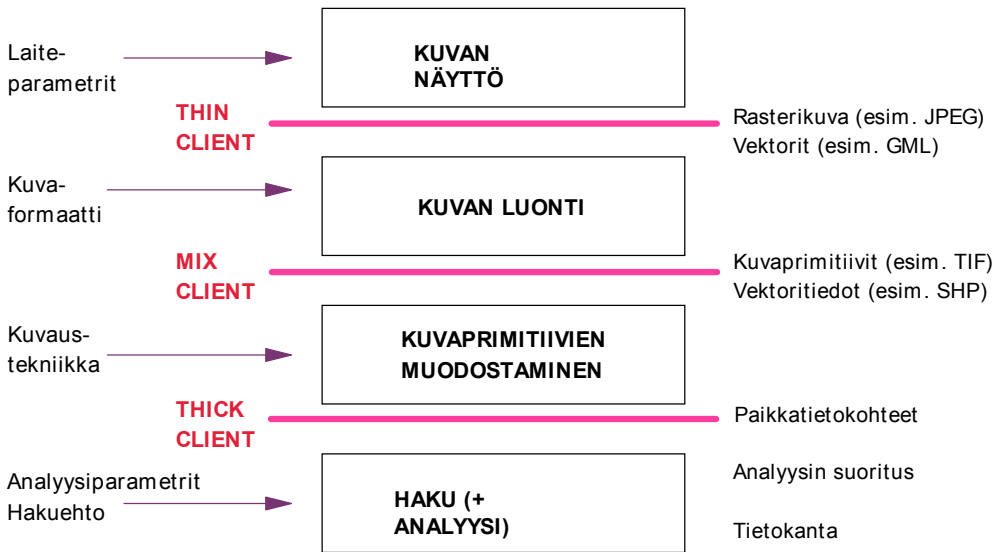 Laite-
parametrit
KUVAN
NÄYTTÖ
THIN
CLIENT
Rasterikuva (esim. JPEG)
Vektorit (esim. GML)
Kuva-
formaatti
KUVAN LUONTI
MIX
CLIENT
Kuvaprimitiivit (esim. TIF)
Vektoritiedot (esim. SHP)
Kuvaus-
tekniikka
KUVAPRIMITIIVIEN
MUODOSTAMINEN
THICK
CLIENT
Paikkatietokohteet
Analyysiparametrit
Hakuehto
HAKU (+
ANALYYSI)
Analyysin suoritus
Tietokanta